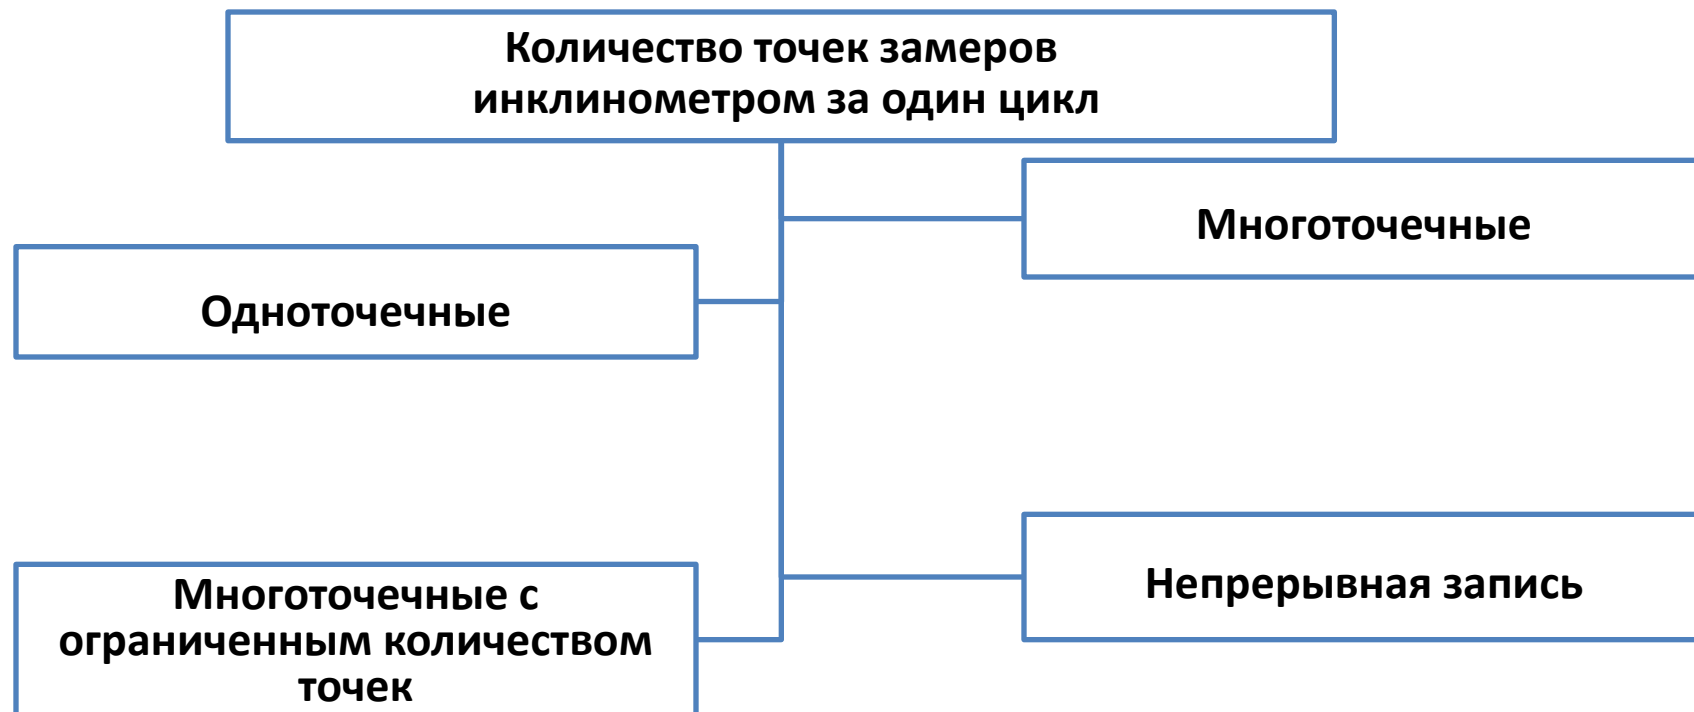 Количество точек замеров
инклинометром за один цикл
Многоточечные
Одноточечные
Непрерывная запись
Многоточечные с
ограниченным количеством
точек